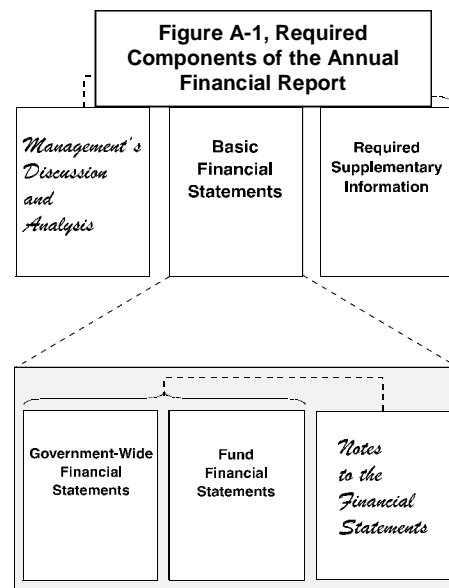 Figure A-1, Required
Components of the Annual
Financial Report
Management's
Discussion
and
Analysis
Basic
Financial
Statements
Required
Supplementary
Information
Government-Wide
Financial
Statements
Fund
Financial
Statements
Notes
to the
Financial
Statements